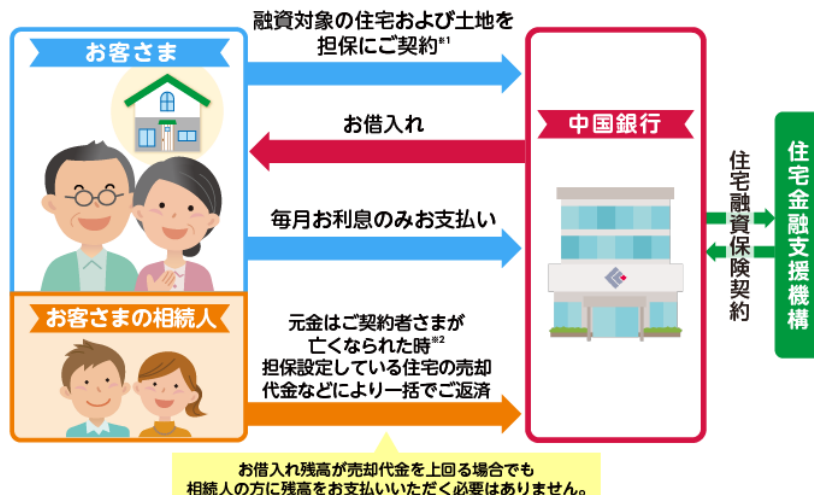 融資対象の住宅および土地を
担保にご契約※1
お客さま
お借入れ
中国銀行
毎月お利息のみお支払い
住宅融資保険契約
住宅金融支援機構
お客さまの相続人
元金はご契約者さまが
亡くなられた時※2
担保設定している住宅の売却
代金などにより一括でご返済
お借入れ残高が売却代金を上回る場合でも
相続人の方に残高をお支払いいただく必要はありません。